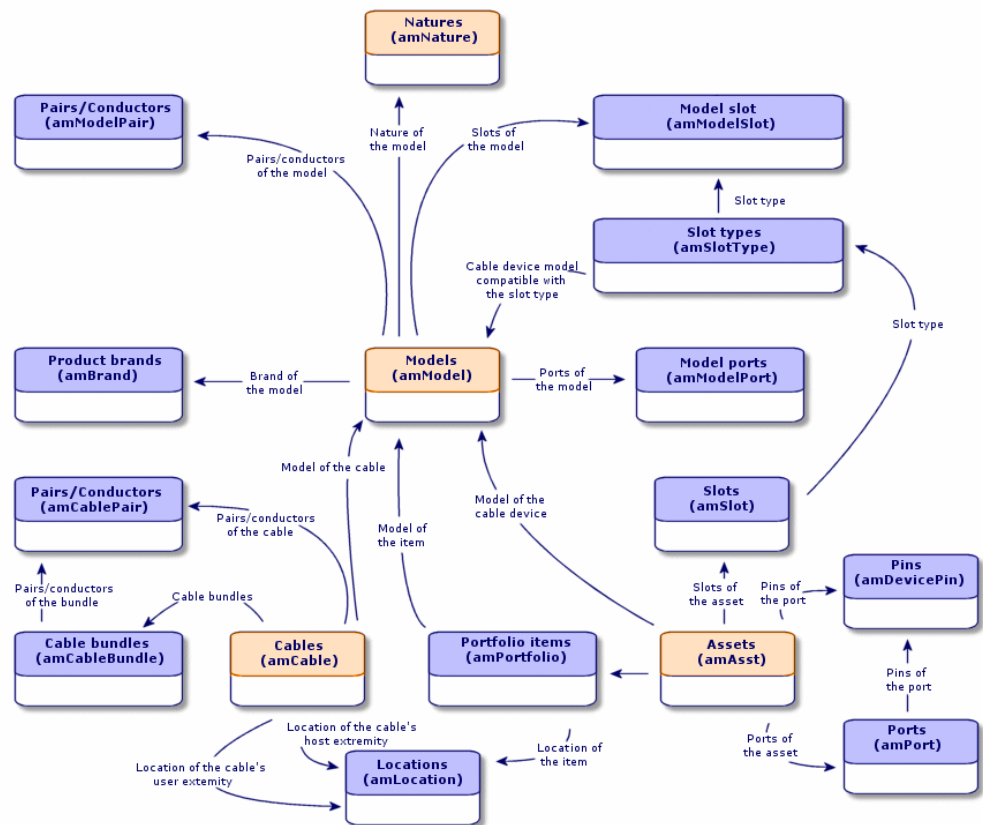 Natures
(amNature)
Pairs/Conductors
(amModelPair)
Model slot
(amModelSlot)
Nature of
the model
Slots of
the model
Pairs/conductors
of the model
Slot type
Slot types
(amSlotType)
Cable device model
compatible with
the slot type
Slot type
Product brands
(amBrand)
Brand of
the model
Models
(amModel)
Ports of
the model
Model ports
(amModelPort)
Model of the cable
Pairs/Conductors
(amCablePair)
Pairs/conductors
of the cable
Model of
the item
Model of the
cable device
Slots
(amSlot)
Pins
(amDevicePin)
Pairs/conductors
of the bundle
Cable bundles
Slots of
the asset
Pins of
the port
Cable bundles
(amCableBundle)
Cables
(amCable)
Portfolio items
(amPortfolio)
Assets
(amAsst)
Pins of
the port
Location of the cable's
host extremity
Location of
the item
Ports of
the asset
Ports
(amPort)
Location of the cable's
user extemity
Locations
(amLocation)